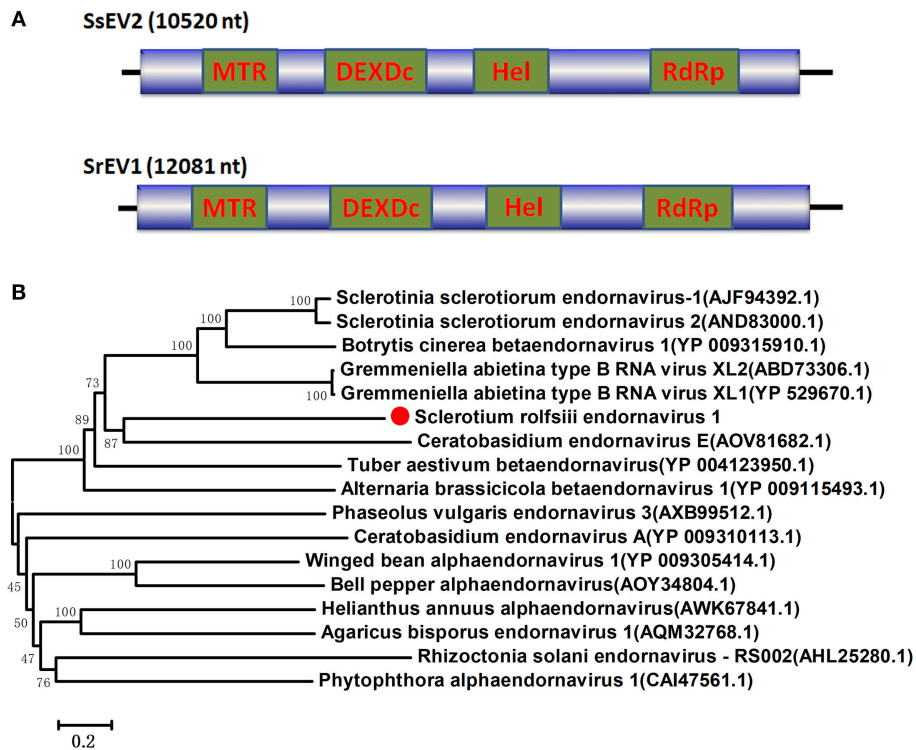 A
SsEV2 (10520 nt)
MTR DEXDc Hel RdRp
SrEV1 (12081 nt)
MTR DEXDc Hel RdRp
B
100 Sclerotinia sclerotiorum endornavirus-1(AJF94392.1)
100 Sclerotinia sclerotiorum endornavirus 2(AND83000.1)
100 Botrytis cinerea betaendornavirus 1(YP 009315910.1)
Gremmeniella abietina type B RNA virus XL2(ABD73306.1)
73 100 Gremmeniella abietina type B RNA virus XL1(YP 529670.1)
89 Sclerotium rolfsiii endornavirus 1
87 Ceratobasidium endornavirus E(AOV81682.1)
100 Tuber aestivum betaendornavirus(YP 004123950.1)
Alternaria brassicicola betaendornavirus 1(YP 009115493.1)
Phaseolus vulgaris endornavirus 3(AXB99512.1)
Ceratobasidium endornavirus A(YP 009310113.1)
100 Winged bean alphaendornavirus 1(YP 009305414.1)
45 Bell pepper alphaendornavirus(AOY34804.1)
Helianthus annuus alphaendornavirus(AWK67841.1)
50 100 Agaricus bisporus endornavirus 1(AQM32768.1)
47 Rhizoctonia solani endornavirus - RS002(AHL25280.1)
76 Phytophthora alphaendornavirus 1(CAI47561.1)
0.2